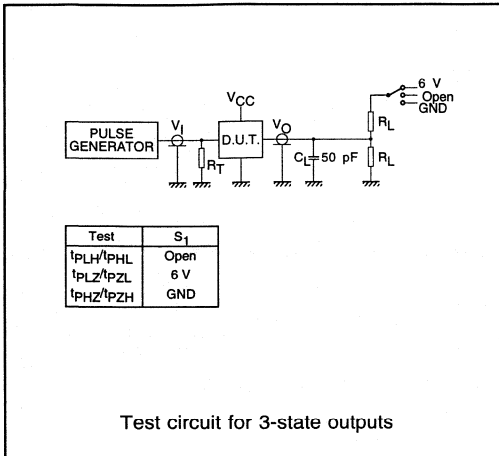 6 V
Open
GND
VCC
RL
PULSE GENERATOR
VI
D.U.T.
VO
RT
CL 50 pF
RL
Test S1
tPLH/tPHL Open
tPLZ/tPZL 6 V
tPHZ/tPZH GND
Test circuit for 3-state outputs